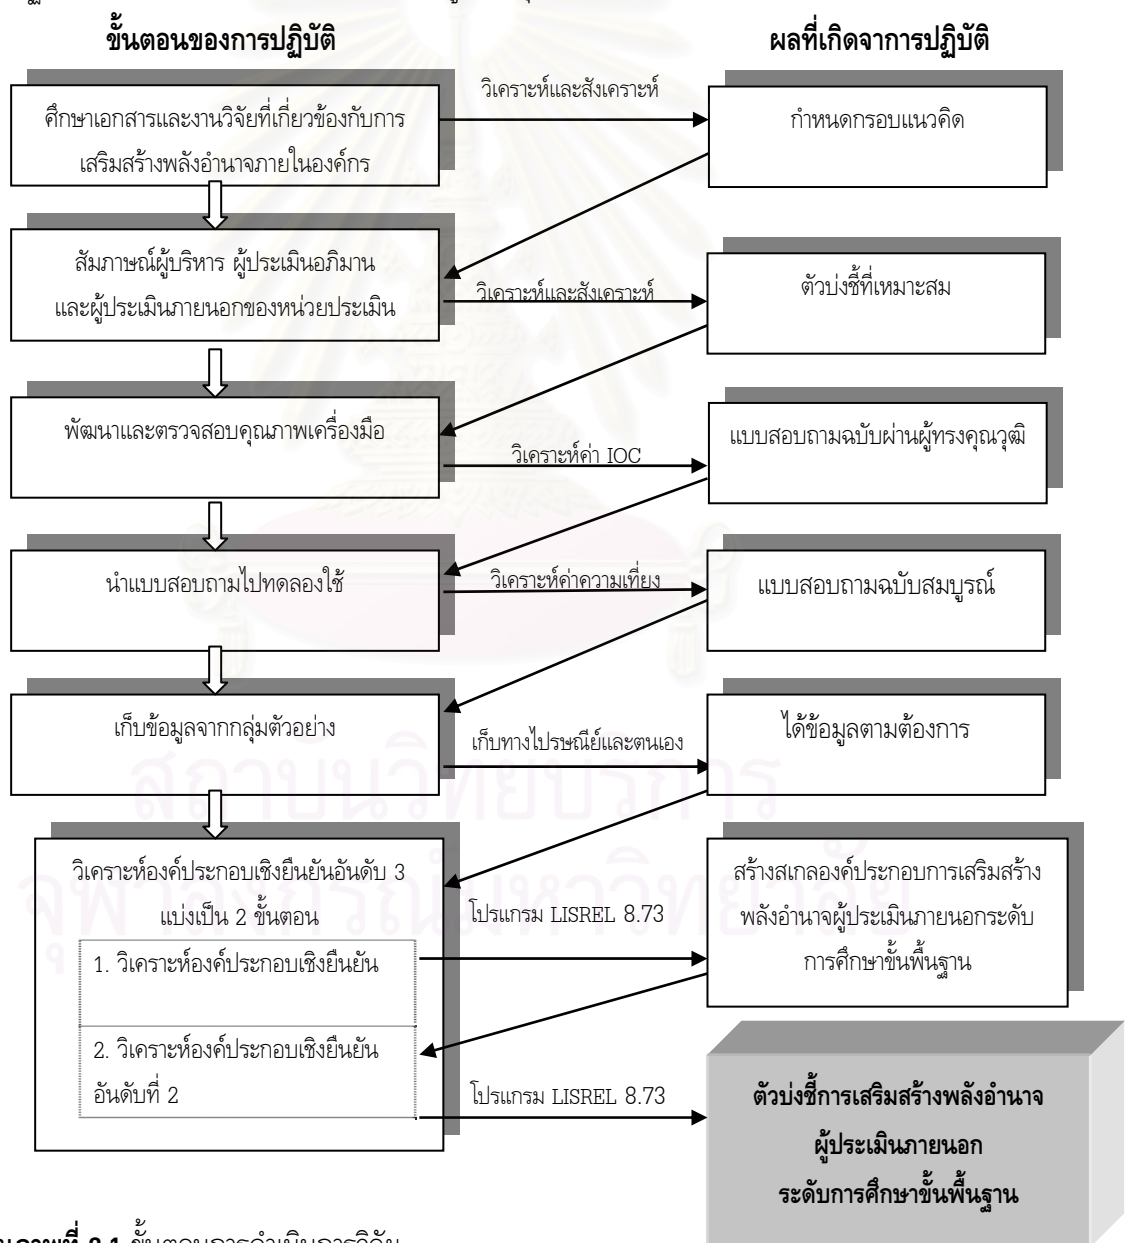 ขั้นตอนของการปฏิบัติ
ผลที่เกิดจาการปฏิบัติ
ศึกษาเอกสารและงานวิจัยที่เกี่ยวข้องกับการ
เสริมสร้างพลังอำนาจภายในองค์กร
วิเคราะห์และสังเคราะห์
กำหนดกรอบแนวคิด
สัมภาษณ์ผู้บริหาร ผู้ประเมินอภิมาน
และผู้ประเมินภายนอกของหน่วยประเมิน
วิเคราะห์และสังเคราะห์
ตัวบ่งชี้ที่เหมาะสม
พัฒนาและตรวจสอบคุณภาพเครื่องมือ
วิเคราะห์ค่า IOC
แบบสอบถามฉบับผ่านผู้ทรงคุณวุฒิ
นำแบบสอบถามไปทดลองใช้
วิเคราะห์ค่าความเที่ยง
แบบสอบถามฉบับสมบูรณ์
เก็บข้อมูลจากกลุ่มตัวอย่าง
เก็บทางไปรษณีย์และตนเอง
ได้ข้อมูลตามต้องการ
วิเคราะห์องค์ประกอบเชิงยืนยันอันดับ 3
แบ่งเป็น 2 ขั้นตอน
1. วิเคราะห์องค์ประกอบเชิงยืนยัน
โปรแกรม LISREL 8.73
สร้างสเกลองค์ประกอบการเสริมสร้าง
พลังอำนาจผู้ประเมินภายนอกระดับ
การศึกษาขั้นพื้นฐาน
2. วิเคราะห์องค์ประกอบเชิงยืนยัน
อันดับที่ 2
โปรแกรม LISREL 8.73
ตัวบ่งชี้การเสริมสร้างพลังอำนาจ
ผู้ประเมินภายนอก
ระดับการศึกษาขั้นพื้นฐาน
สถาบันวิทยบริการ
จุฬาลงกรณ์มหาวิทยาลัย